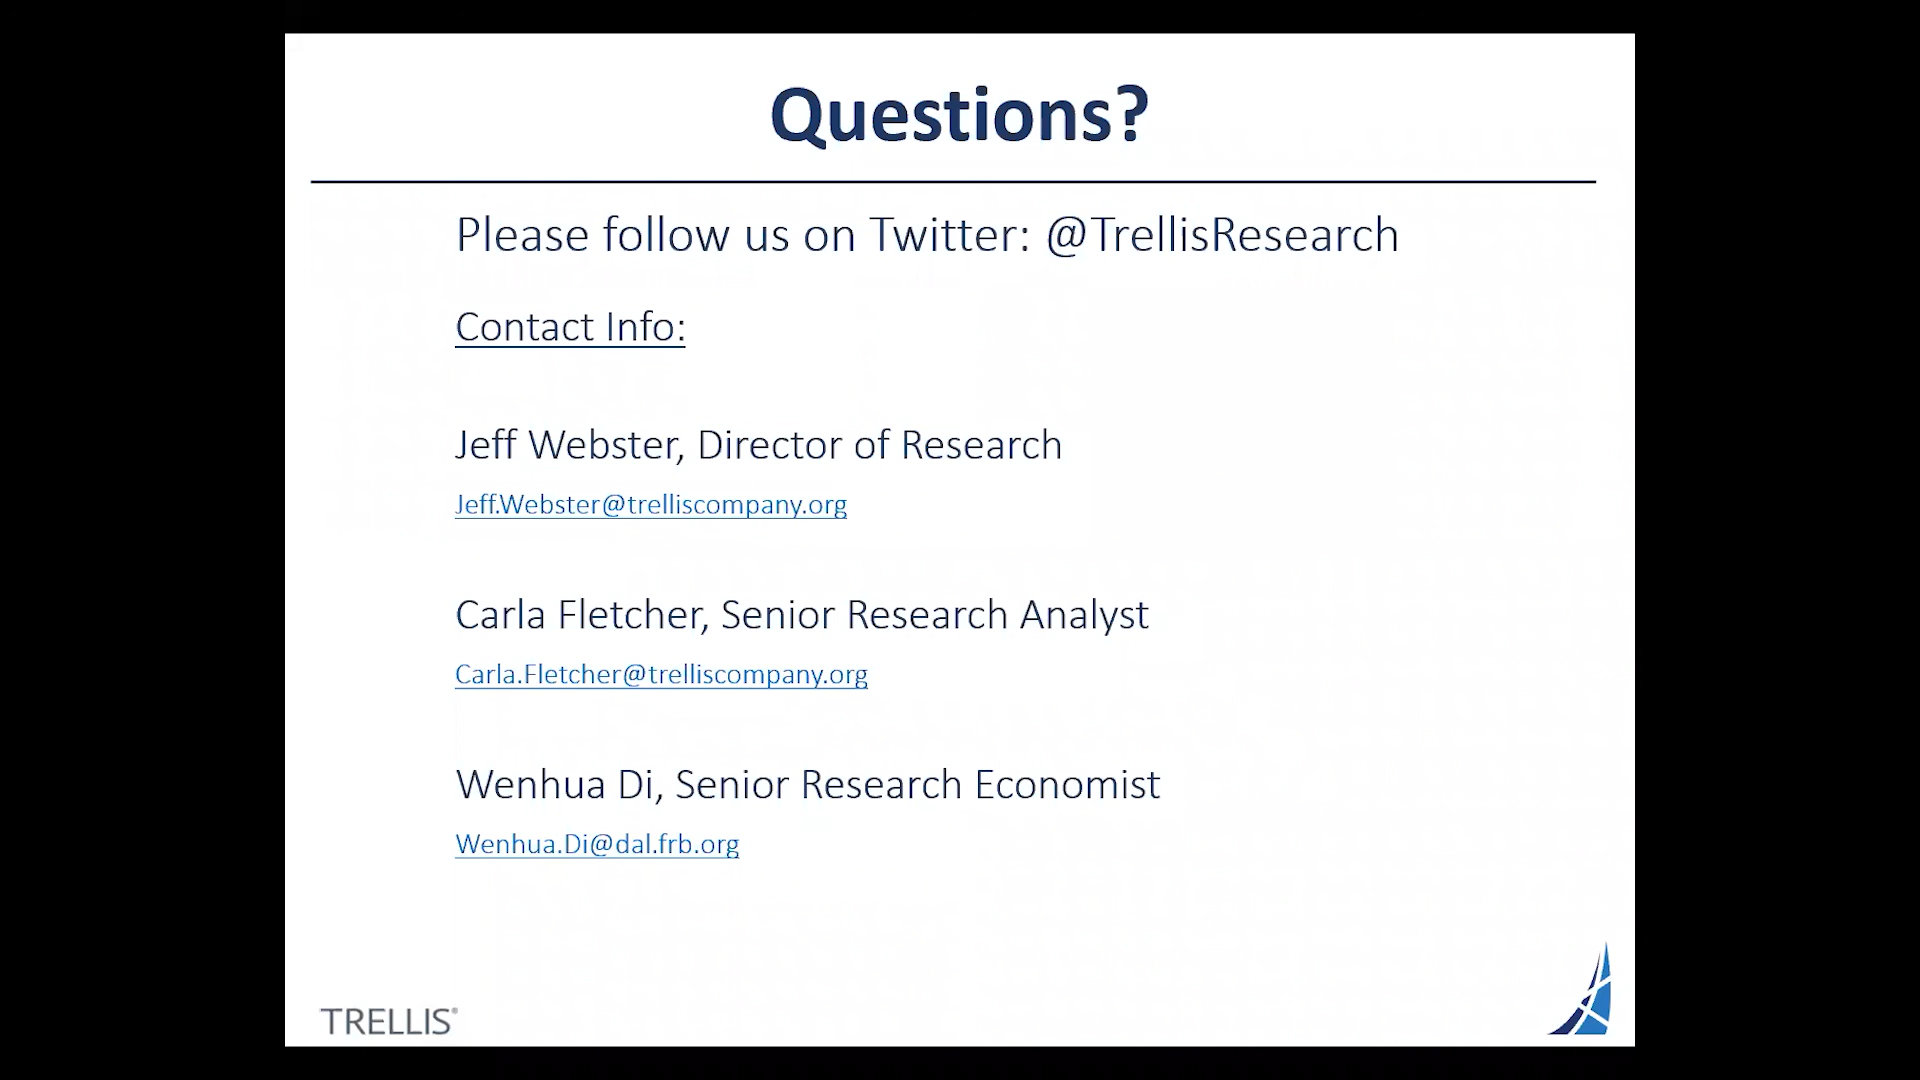 Questions?
Please follow us on Twitter: @TrellisResearch
Contact Info:
Jeff Webster, Director of Research
Jeff.Webster@trelliscompany.org
Carla Fletcher, Senior Research Analyst
Carla.Fletcher@trelliscompany.org
Wenhua Di, Senior Research Economist
Wenhua.Di@dal.frb.org
TRELLIS®